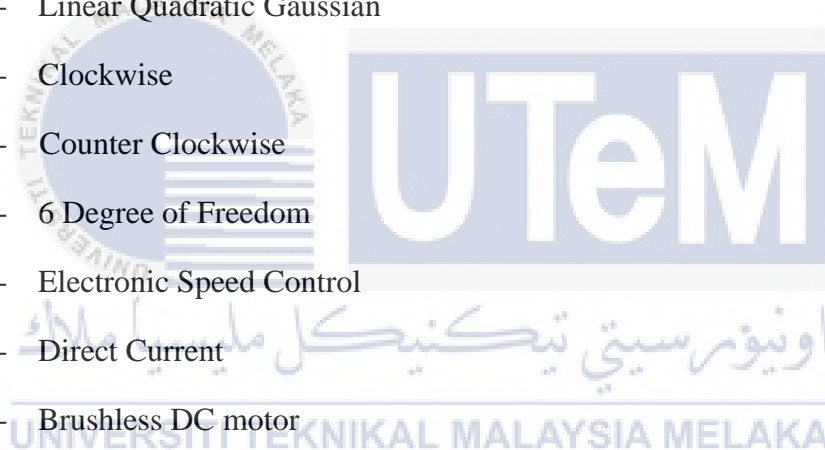 - Linear Quadratic Gaussian
- Clockwise
- Counter Clockwise
- 6 Degree of Freedom
- Electronic Speed Control
- Direct Current
- Brushless DC motor
UTeM
اونيۏرسيتي تيكنيكل مليسيا ملاك
UNIVERSITI TEKNIKAL MALAYSIA MELAKA